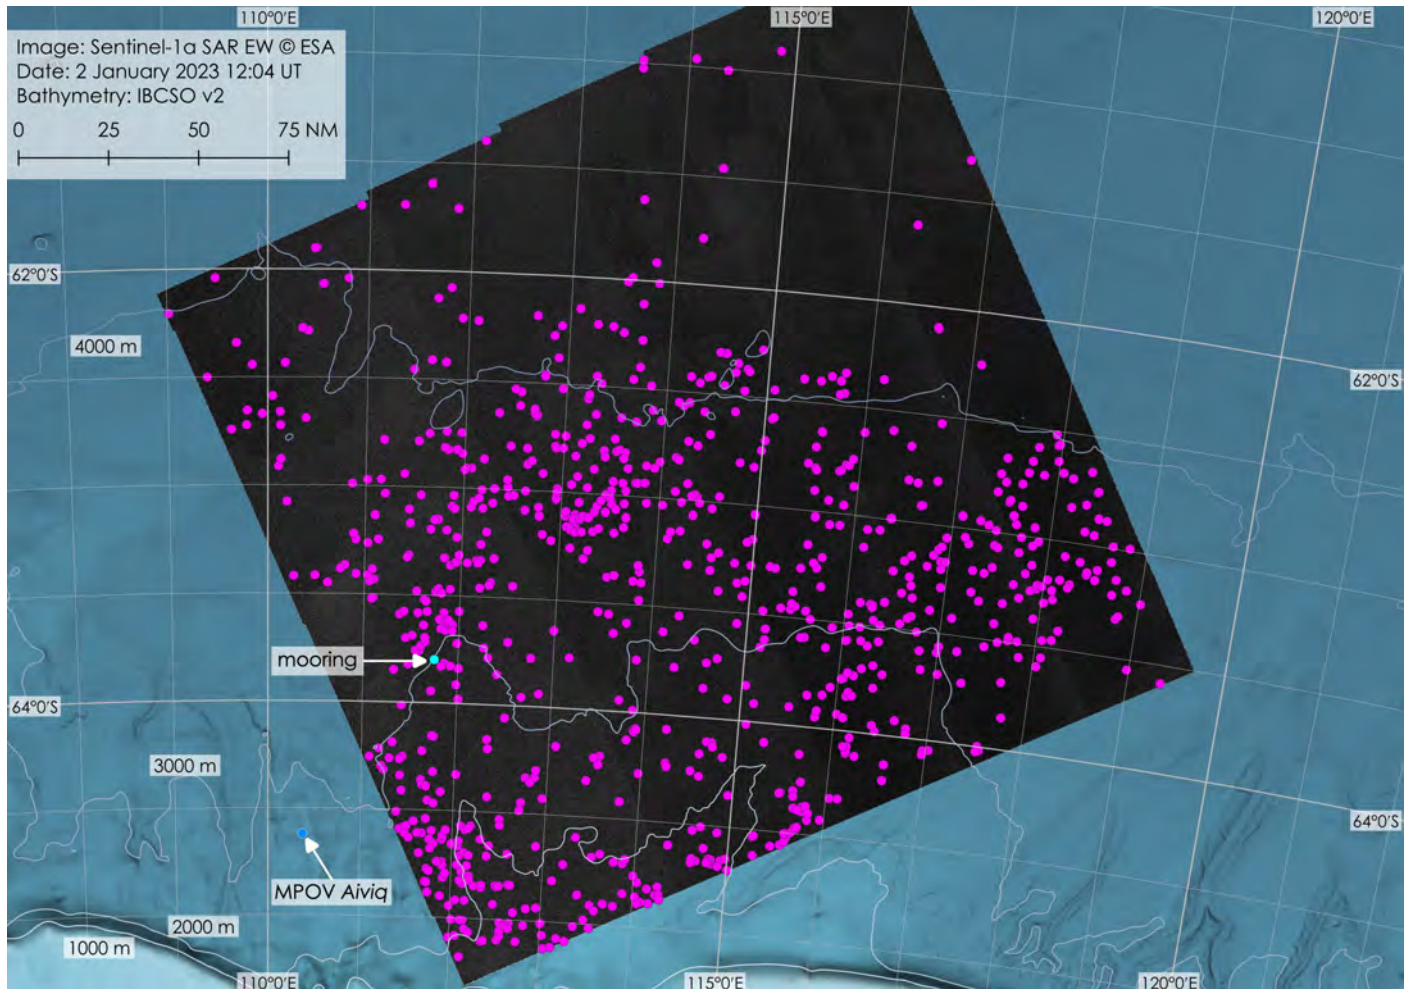 110°0'E
115°0'E
120°0'E
Image: Sentinel-1a SAR EW © ESA
Date: 2 January 2023 12:04 UT
Bathymetry: IBCSO v2
0 25 50 75 NM
62°0'S
4000 m
62°0'S
mooring
64°0'S
3000 m
64°0'S
MPOV Aiviq
2000 m
1000 m
110°0'E
115°0'E
120°0'E